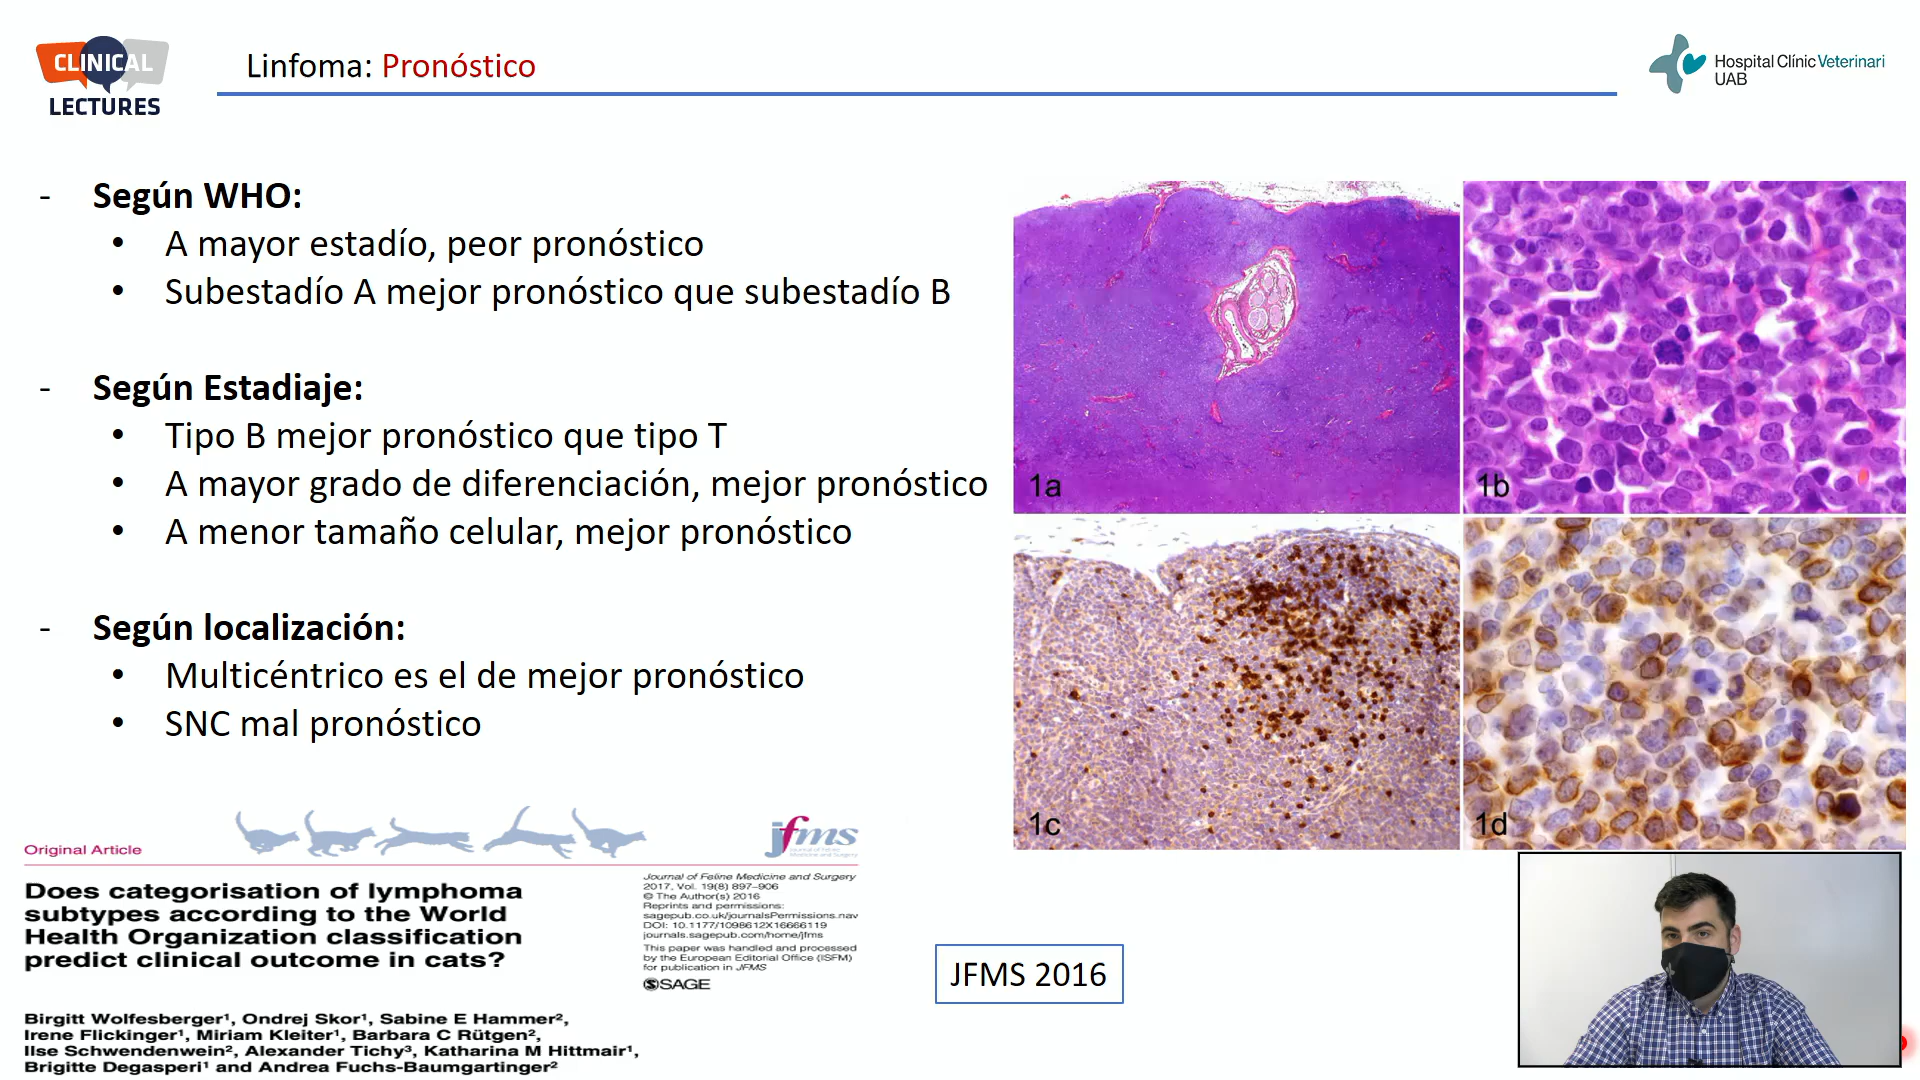 CLINICAL
LECTURES
Linfoma: Pronóstico
Hospital Clínic Veterinari
UAB
- Según WHO:
• A mayor estadío, peor pronóstico
• Subestadío A mejor pronóstico que subestadío B
- Según Estadiaje:
• Tipo B mejor pronóstico que tipo T
• A mayor grado de diferenciación, mejor pronóstico
• A menor tamaño celular, mejor pronóstico
- Según localización:
• Multicéntrico es el de mejor pronóstico
• SNC mal pronóstico
1a
1b
1c
1d
Original Article
jfms
Journal of Feline Medicine and Surgery
Does categorisation of lymphoma
subtypes according to the World
Health Organization classification
predict clinical outcome in cats?
Journal of Feline Medicine and Surgery
2017, Vol. 19(8) 897–906
© The Author(s) 2016
Reprints and permissions:
sagepub.co.uk/journalsPermissions.nav
DOI: 10.1177/1098612X16666119
journals.sagepub.com/home/jfms
This paper was handled and processed
by the European Editorial Office (ISFM)
for publication in JFMS
SAGE
Birgitt Wolfesberger¹, Ondrej Skor¹, Sabine E Hammer²,
Irene Flickinger¹, Miriam Kleiter¹, Barbara C Rütgen²,
Ilse Schwendenwein², Alexander Tichy³, Katharina M Hittmair¹,
Brigitte Degasperi¹ and Andrea Fuchs-Baumgartinger²
JFMS 2016